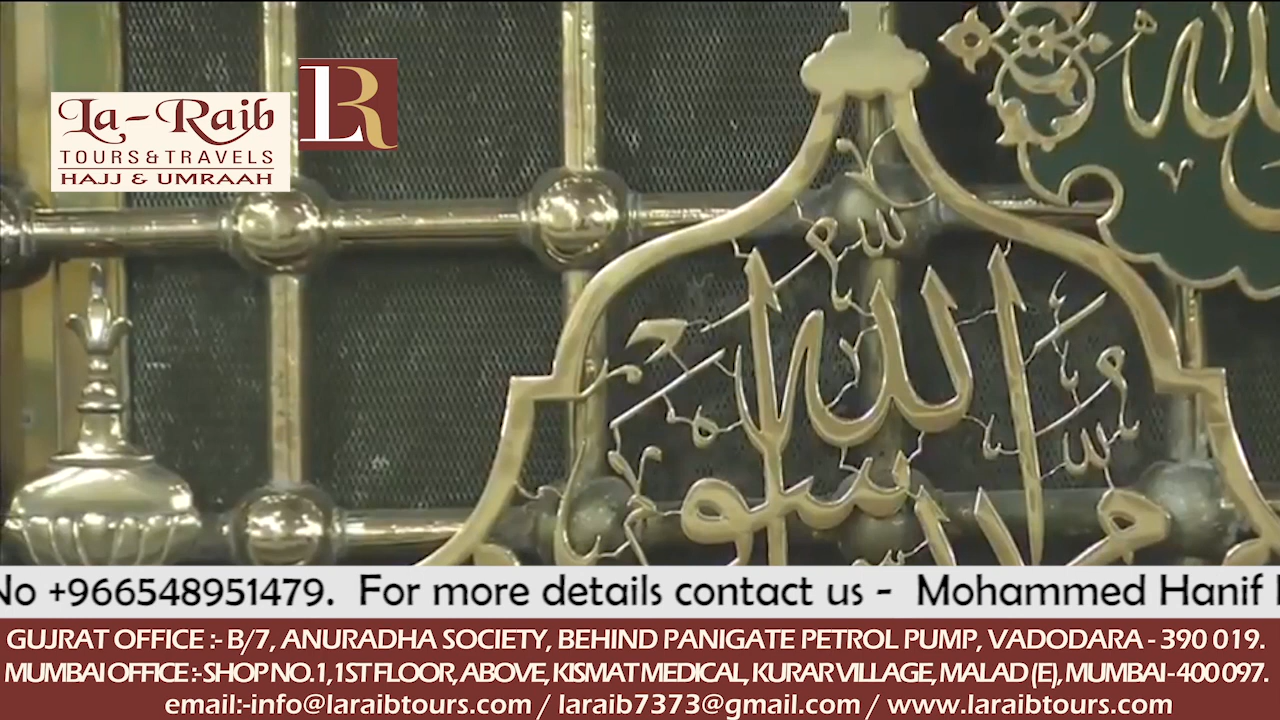 La-Raib
TOURS & TRAVELS
HAJJ & UMRAAH
LR
الله
رسول
No +966548951479.  For more details contact us -  Mohammed Hanif
GUJRAT OFFICE :- B/7, ANURADHA SOCIETY, BEHIND PANIGATE PETROL PUMP, VADODARA - 390 019.
MUMBAI OFFICE :- SHOP NO. 1, 1ST FLOOR, ABOVE, KISMAT MEDICAL, KURAR VILLAGE, MALAD (E), MUMBAI - 400 097.
email:-info@laraibtours.com / laraib7373@gmail.com / www.laraibtours.com